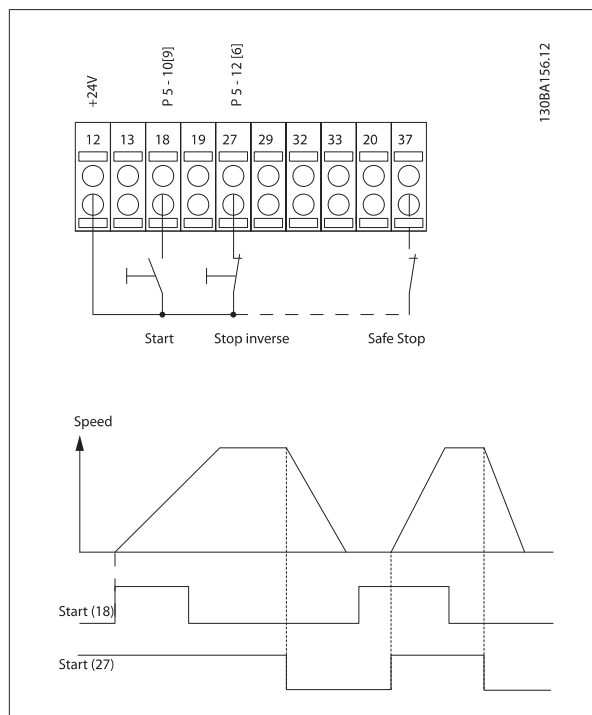 +24V
P 5 - 10[9]
P 5 - 12 [6]
130BA156.12
12 13 18 19 27 29 32 33 20 37
Start Stop inverse Safe Stop
Speed
Start (18)
Start (27)